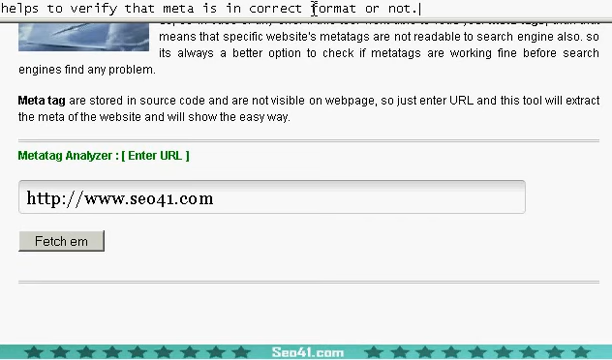 helps to verify that meta is in correct format or not.
means that specific website's metatags are not readable to search engine also. so
its always a better option to check if metatags are working fine before search
engines find any problem.
Meta tag are stored in source code and are not visible on webpage, so just enter URL and this tool will extract
the meta of the website and will show the easy way.
Metatag Analyzer : [ Enter URL ]
http://www.seo41.com
Fetch em
Seo41.com